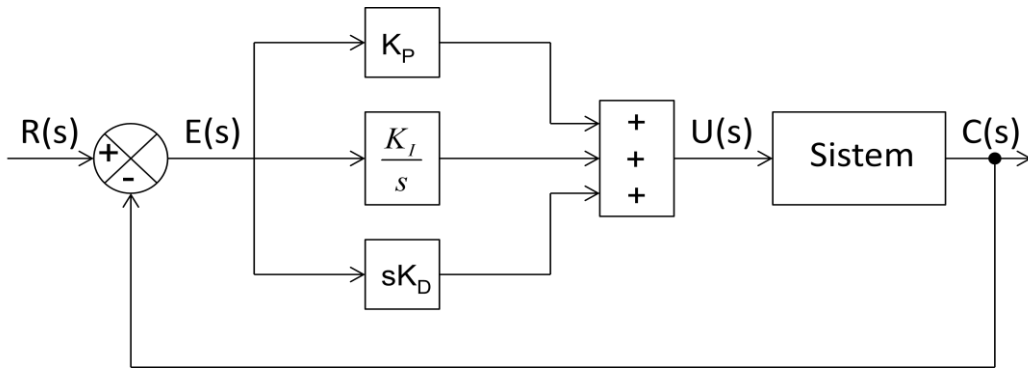 K_P
R(s)
+
-
E(s)
K_I
s
+
+
+
U(s)
Sistem
C(s)
sK_D